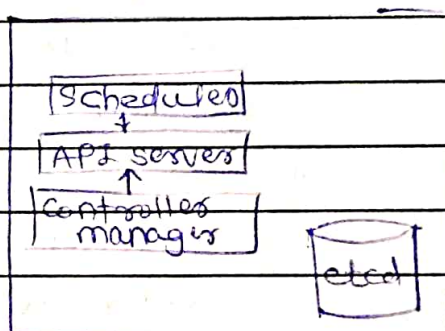 Scheduler
API Server
Controller
manager
etcd